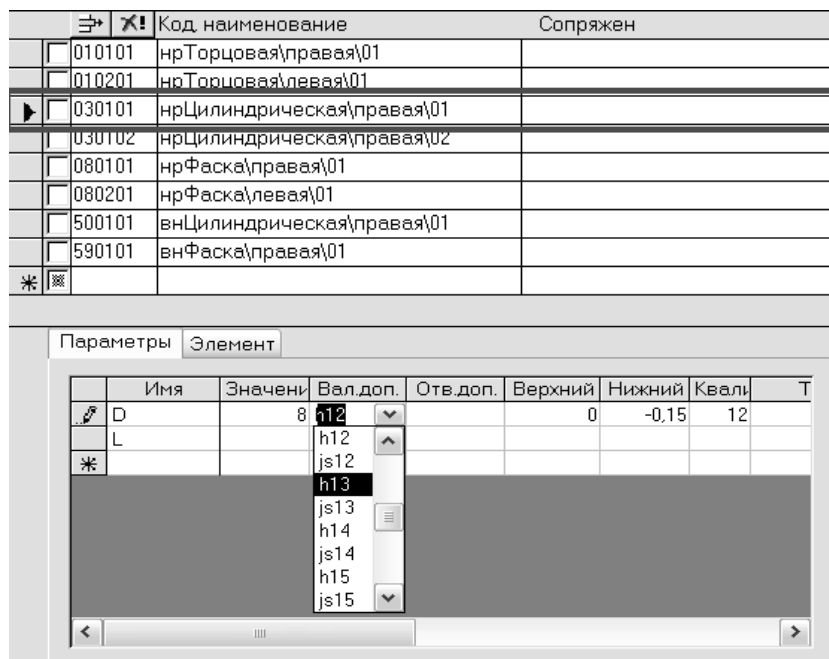 Код, наименование Сопряжен
010101 нрТорцовая\правая\01
010201 нрТорцовая\левая\01
030101 нрЦилиндрическая\правая\01
030102 нрЦилиндрическая\правая\02
080101 нрФаска\правая\01
080201 нрФаска\левая\01
500101 внЦилиндрическая\правая\01
590101 внФаска\правая\01
Параметры Элемент
Имя Значени Вал.доп. Отв.доп. Верхний Нижний Квали Т
D 8 h12 0 -0,15 12
L h12
js12
h13
js13
h14
js14
h15
js15